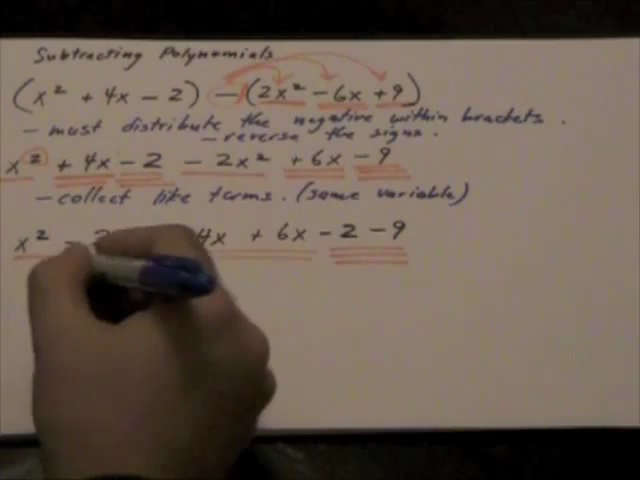 Subtracting Polynomials
(x² + 4x - 2) - 1(2x² - 6x + 9)
- must distribute the negative within brackets.
- reverse the signs.
x² + 4x - 2 - 2x² + 6x - 9
- collect like terms. (same variable)
x² - 4x + 6x - 2 - 9